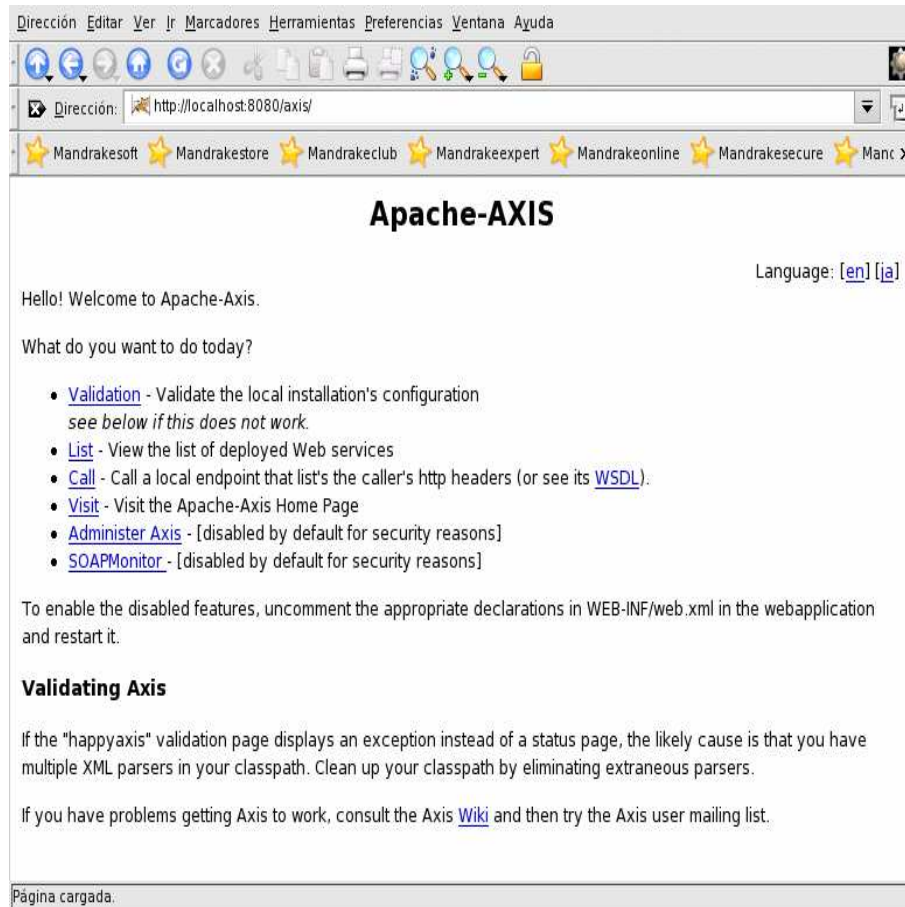 Dirección Editar Ver Ir Marcadores Herramientas Preferencias Ventana Ayuda
Dirección: http://localhost:8080/axis/
Mandrakesoft Mandrakestore Mandrakeclub Mandrakeexpert Mandrakeonline Mandrakesecure Manc
Apache-AXIS
Language: [en] [ja]
Hello! Welcome to Apache-Axis.
What do you want to do today?
• Validation - Validate the local installation's configuration
see below if this does not work.
• List - View the list of deployed Web services
• Call - Call a local endpoint that list's the caller's http headers (or see its WSDL).
• Visit - Visit the Apache-Axis Home Page
• Administer Axis - [disabled by default for security reasons]
• SOAPMonitor - [disabled by default for security reasons]
To enable the disabled features, uncomment the appropriate declarations in WEB-INF/web.xml in the webapplication
and restart it.
Validating Axis
If the "happyaxis" validation page displays an exception instead of a status page, the likely cause is that you have
multiple XML parsers in your classpath. Clean up your classpath by eliminating extraneous parsers.
If you have problems getting Axis to work, consult the Axis Wiki and then try the Axis user mailing list.
Página cargada.